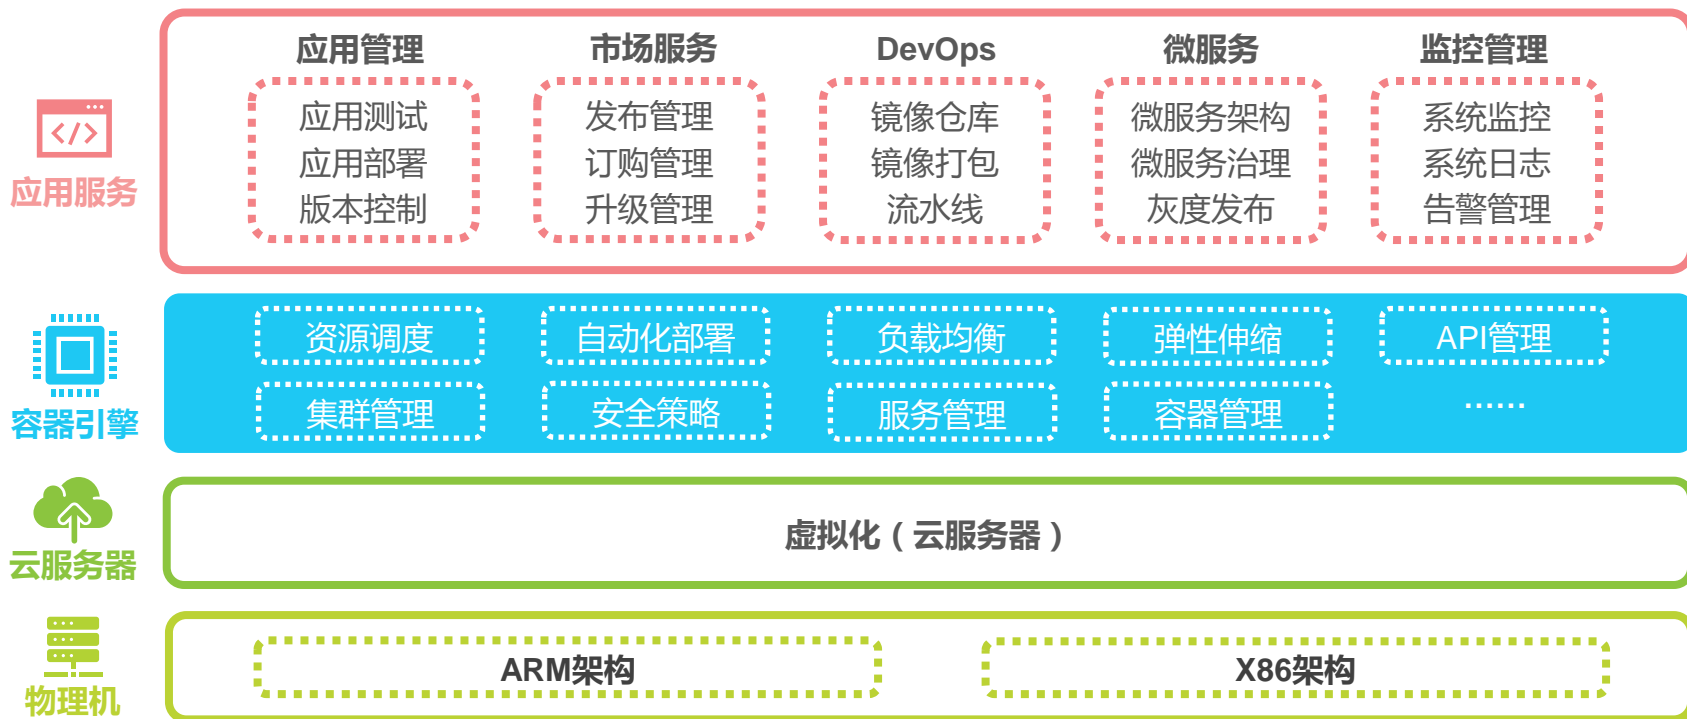 应用管理
市场服务
DevOps
微服务
监控管理
应用测试
应用部署
版本控制
发布管理
订购管理
升级管理
镜像仓库
镜像打包
流水线
微服务架构
微服务治理
灰度发布
系统监控
系统日志
告警管理
</>
应用服务
资源调度
自动化部署
负载均衡
弹性伸缩
API管理
集群管理
安全策略
服务管理
容器管理
......
容器引擎
虚拟化（云服务器）
云服务器
ARM架构
X86架构
物理机